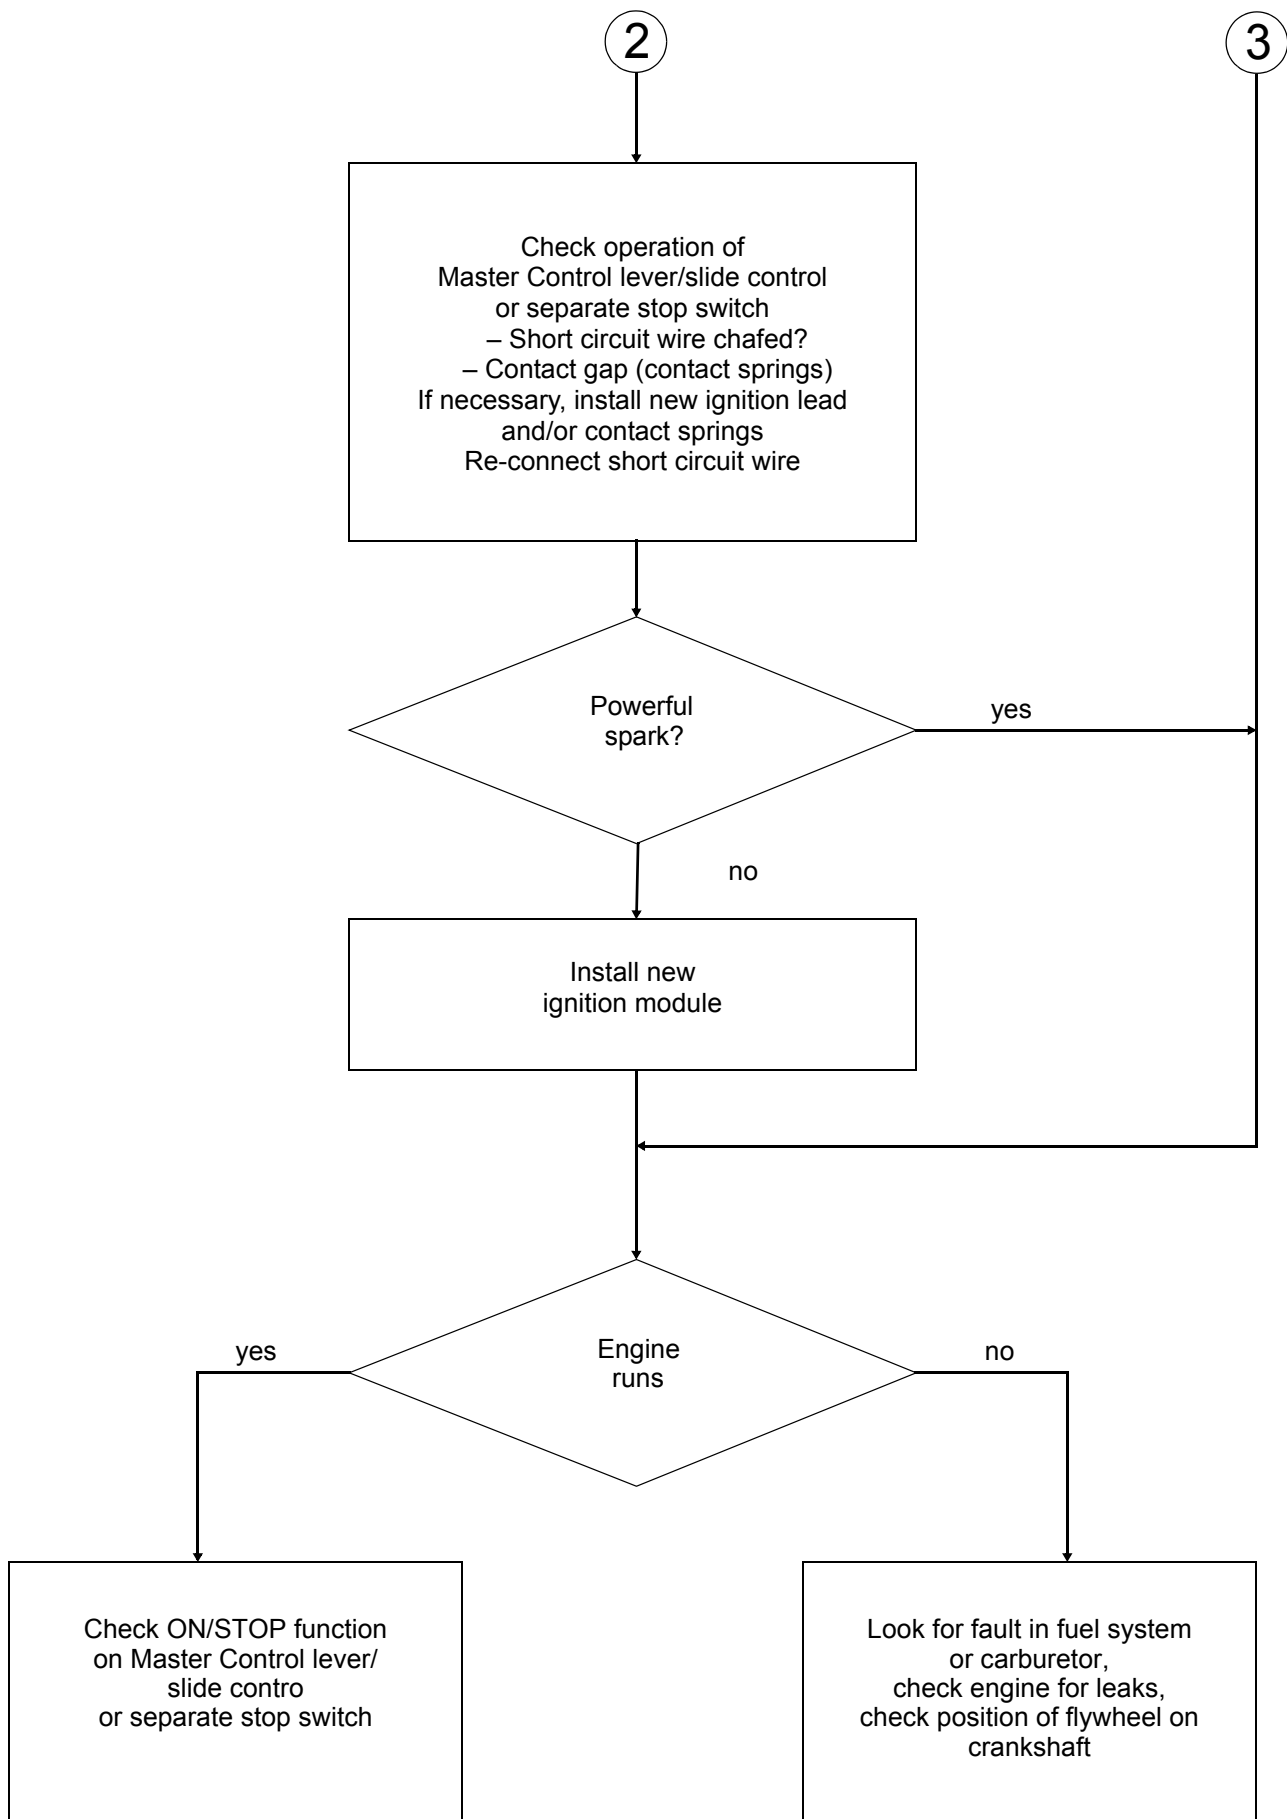 2
3
Check operation of
Master Control lever/slide control
or separate stop switch
– Short circuit wire chafed?
– Contact gap (contact springs)
If necessary, install new ignition lead
and/or contact springs
Re-connect short circuit wire
Powerful
spark?
yes
no
Install new
ignition module
Engine
runs
yes
no
Check ON/STOP function
on Master Control lever/
slide contro
or separate stop switch
Look for fault in fuel system
or carburetor,
check engine for leaks,
check position of flywheel on
crankshaft